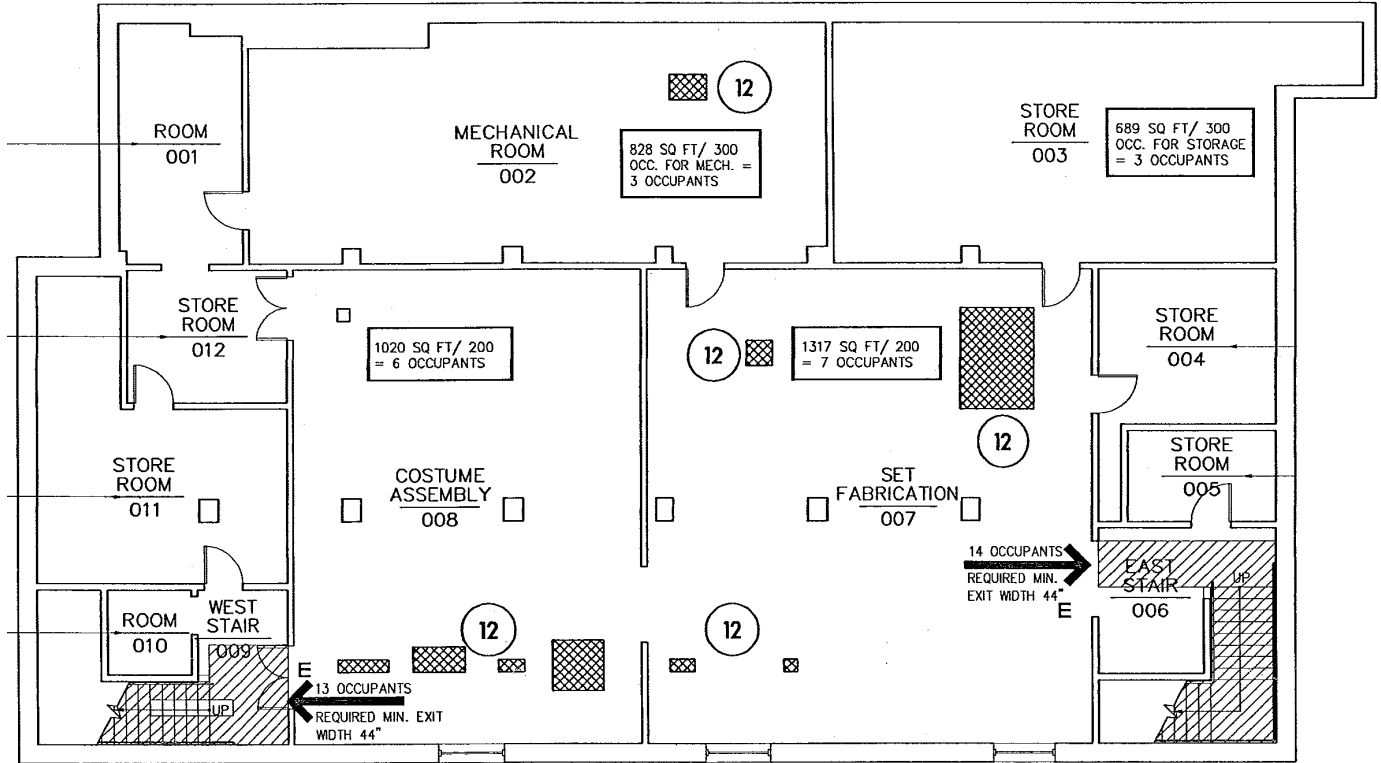 ROOM
001
MECHANICAL
ROOM
002
828 SQ FT/ 300
OCC. FOR MECH. =
3 OCCUPANTS
12
STORE
ROOM
003
689 SQ FT/ 300
OCC. FOR STORAGE
= 3 OCCUPANTS
STORE
ROOM
012
1020 SQ FT/ 200
= 6 OCCUPANTS
12
1317 SQ FT/ 200
= 7 OCCUPANTS
12
STORE
ROOM
004
STORE
ROOM
011
COSTUME
ASSEMBLY
008
SET
FABRICATION
007
STORE
ROOM
005
14 OCCUPANTS
REQUIRED MIN.
EXIT WIDTH 44"
E
EAST
STAIR
006
UP
ROOM
010
WEST
STAIR
009
UP
12
12
E
13 OCCUPANTS
REQUIRED MIN. EXIT
WIDTH 44"